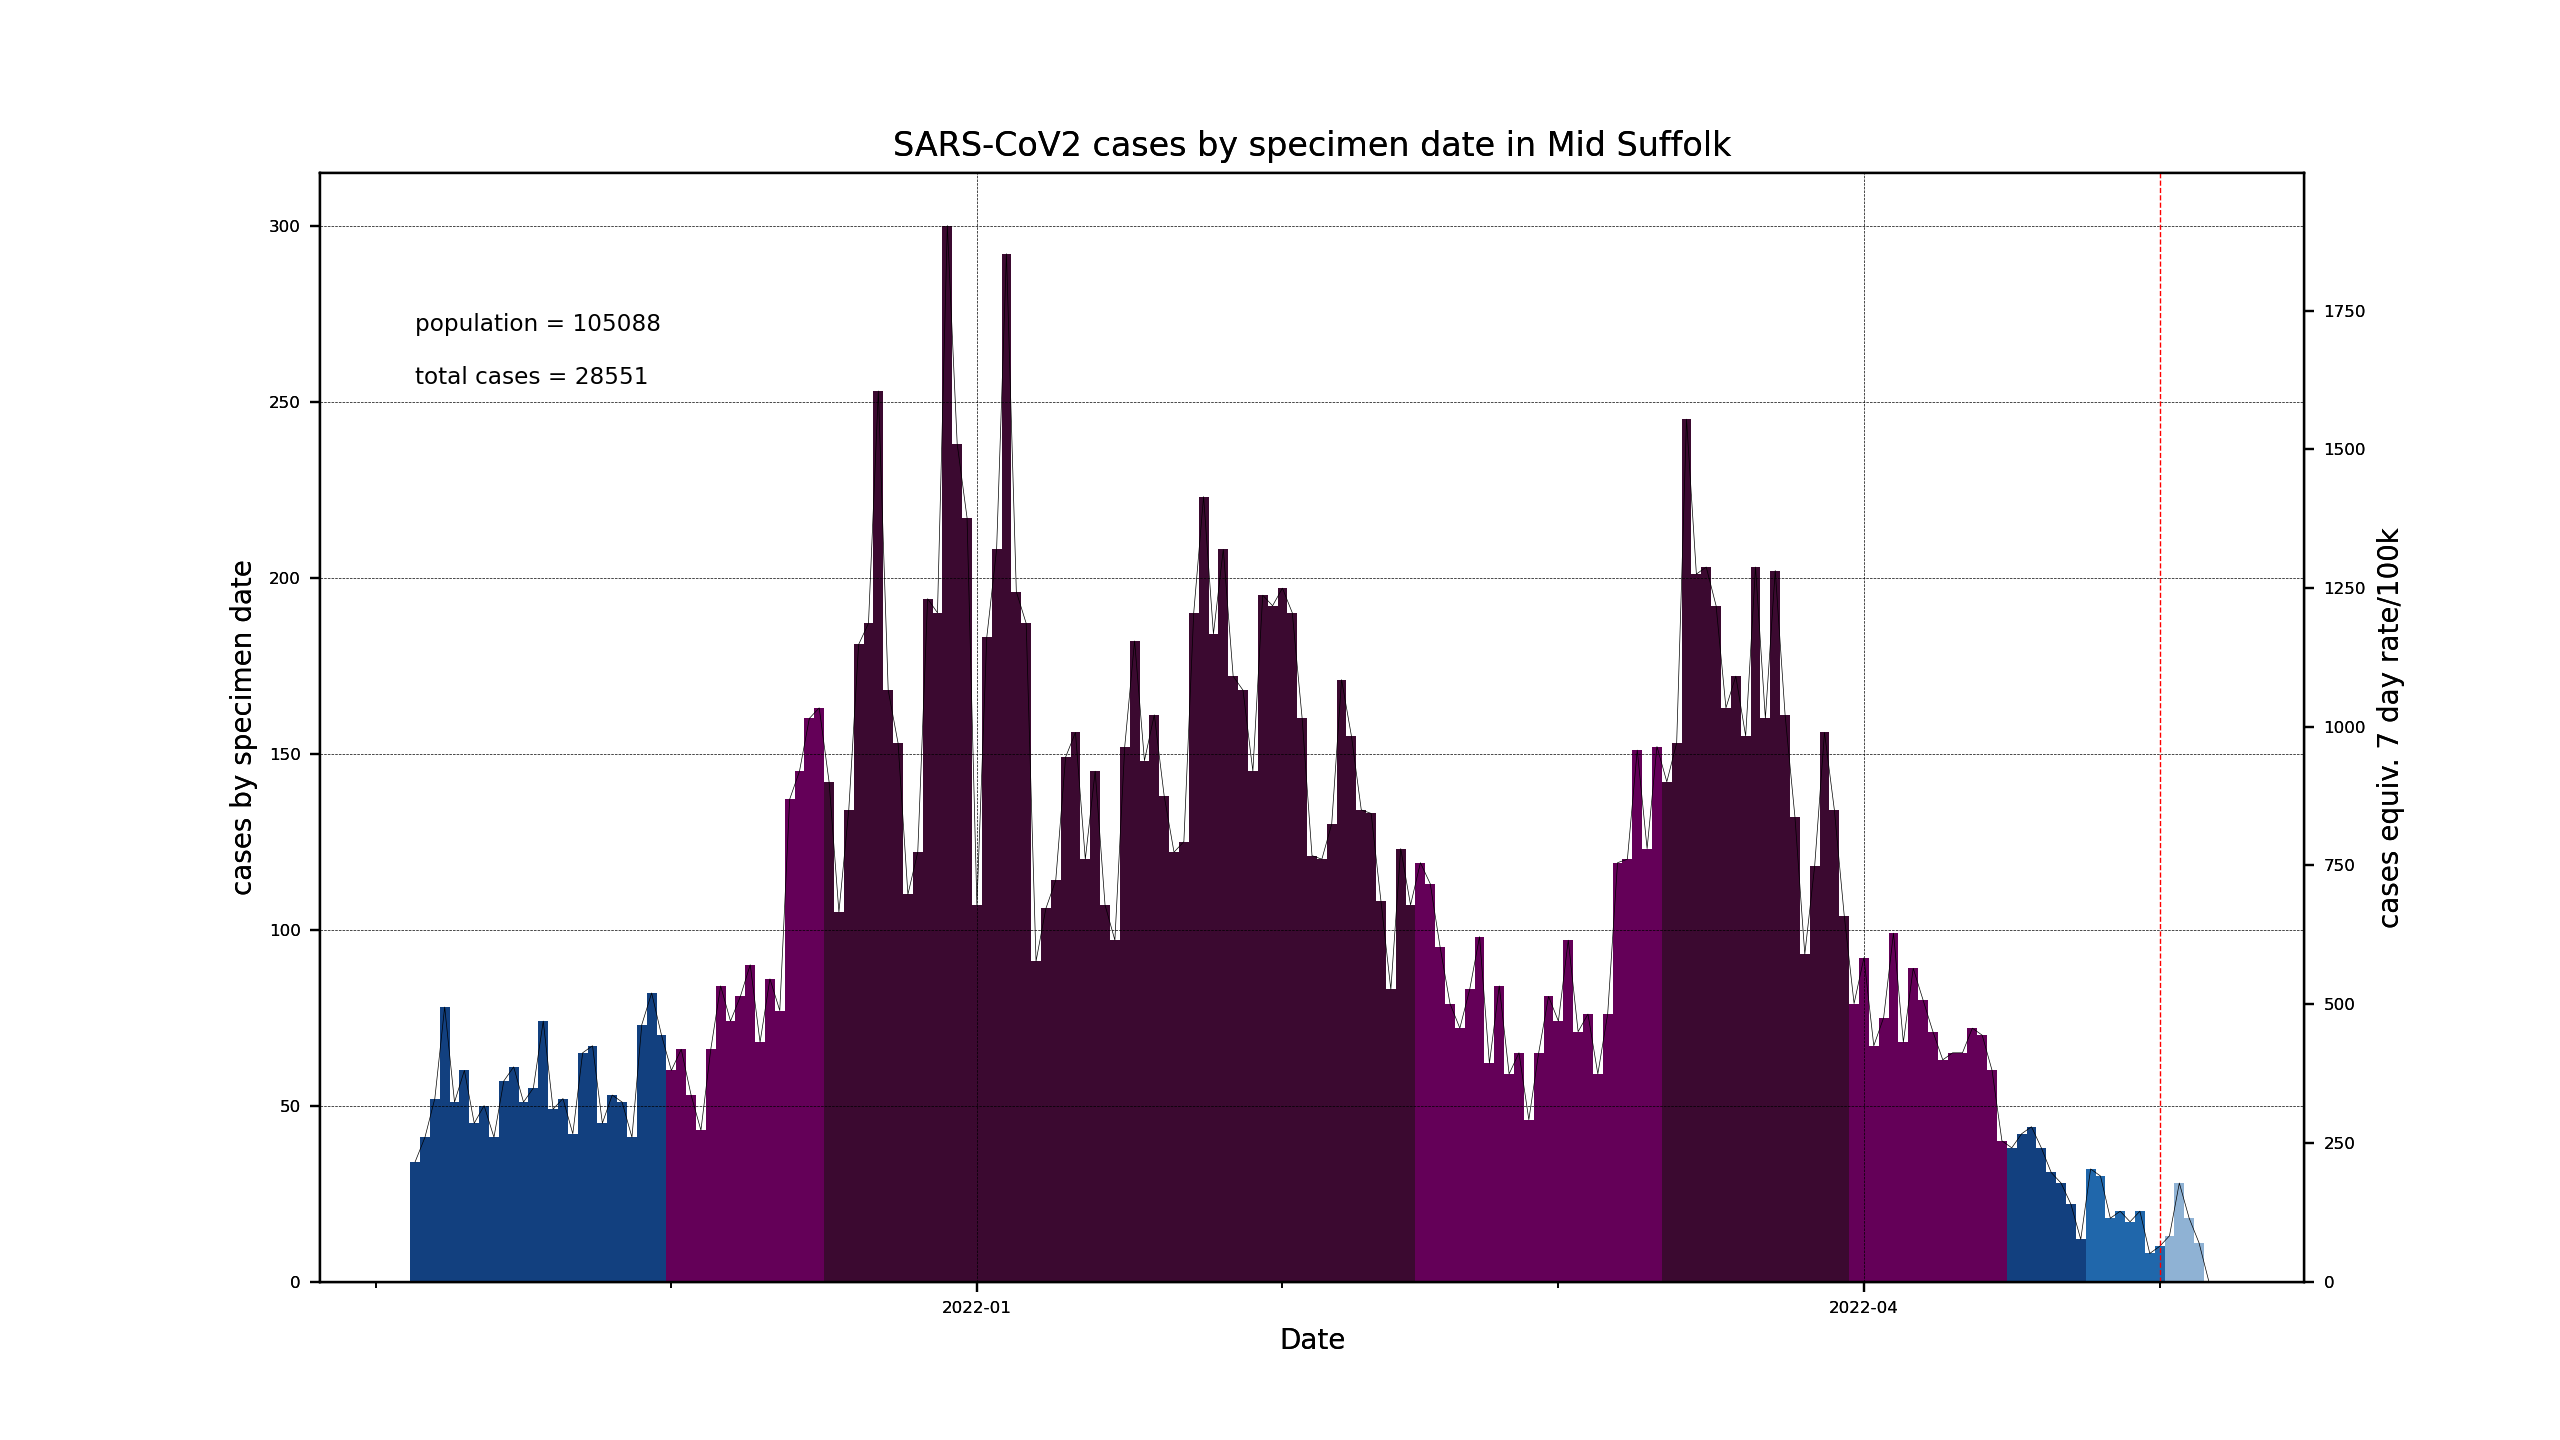 SARS-CoV2 cases by specimen date in Mid Suffolk
population = 105088
total cases = 28551
cases by specimen date
300
250
200
150
100
50
0
1750
1500
1250
1000
750
500
250
0
cases equiv. 7 day rate/100k
2022-01
2022-04
Date